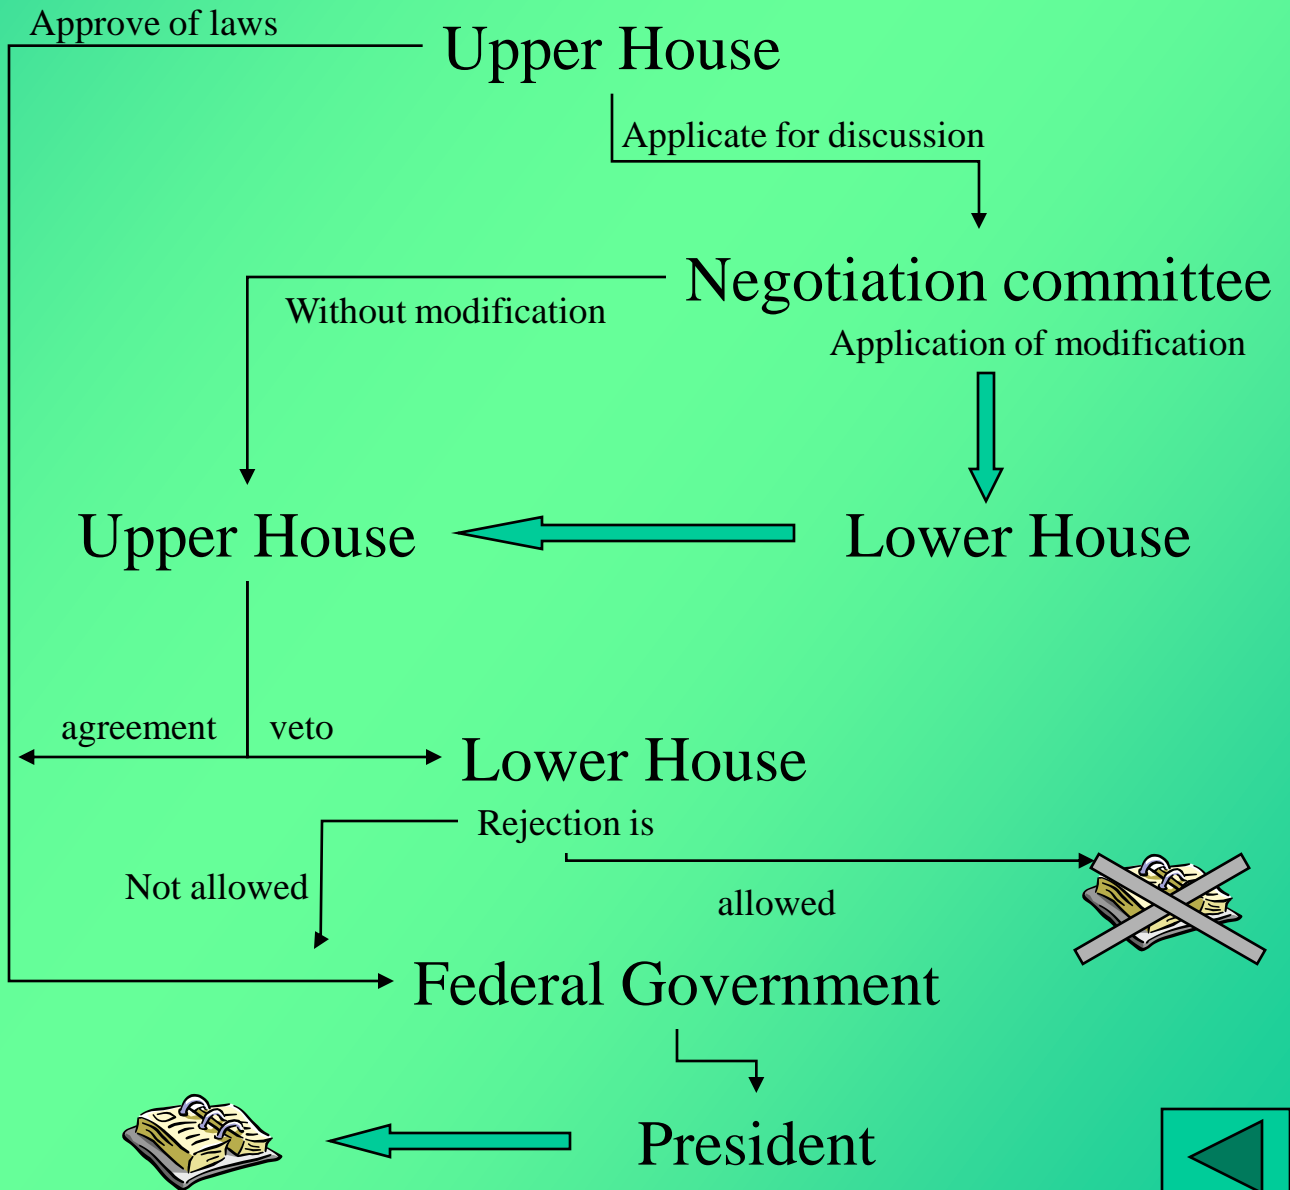 Approve of laws
Upper House
Applicate for discussion
Negotiation committee
Without modification
Application of modification
Upper House
Lower House
agreement
veto
Lower House
Rejection is
Not allowed
allowed
Federal Government
President